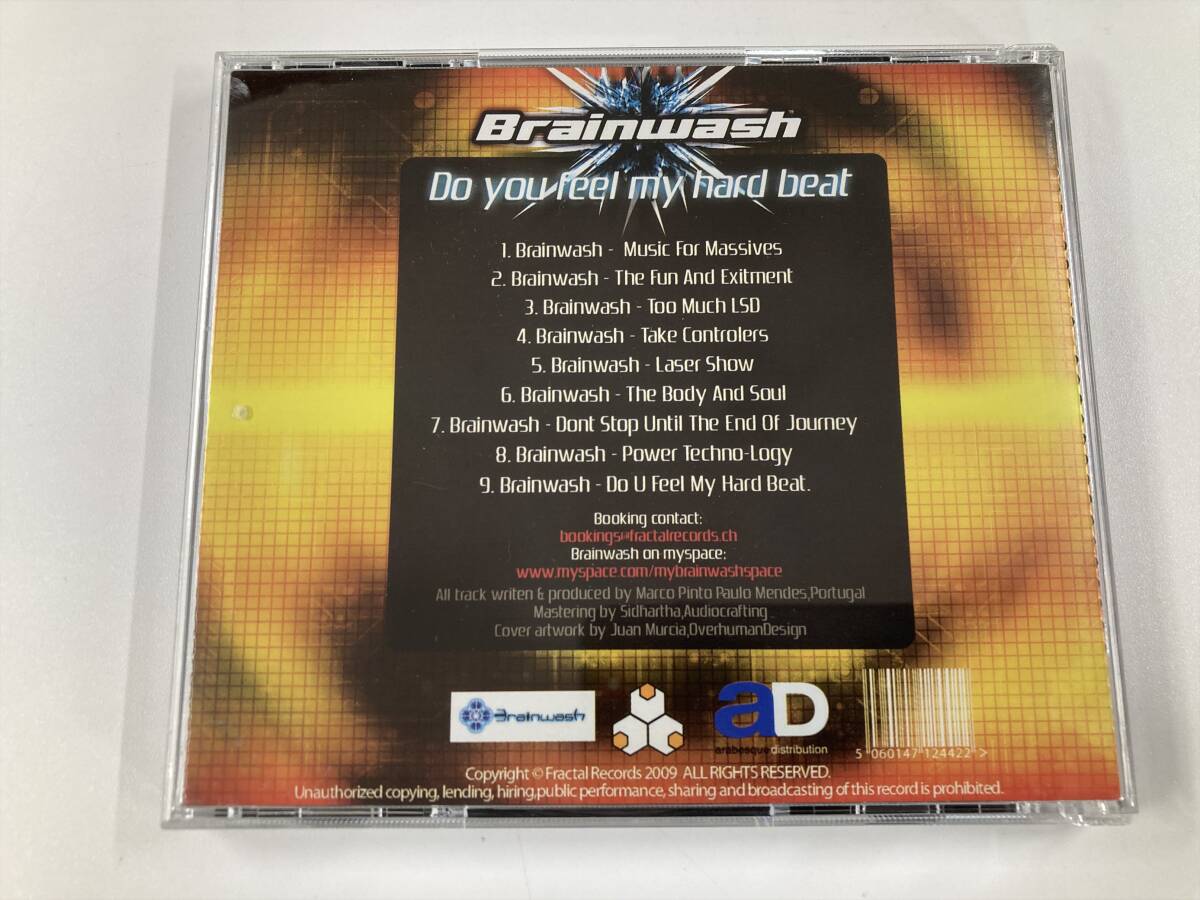 Brainwash
Do you feel my hard beat
1. Brainwash - Music For Massives
2. Brainwash - The Fun And Exitment
3. Brainwash - Too Much LSD
4. Brainwash - Take Controlers
5. Brainwash - Laser Show
6. Brainwash - The Body And Soul
7. Brainwash - Dont Stop Until The End Of Journey
8. Brainwash - Power Techno-Logy
9. Brainwash - Do U Feel My Hard Beat.
Booking contact:
bookings@fractalrecords.ch
Brainwash on myspace:
www.myspace.com/mybrainwashspace
All track writen & produced by Marco Pinto Paulo Mendes,Portugal
Mastering by Sidhartha,Audiocrafting
Cover artwork by Juan Murcia,OverhumanDesign
Brainwash
aD
arabesque distribution
5 060147 124422 >
Copyright © Fractal Records 2009 ALL RIGHTS RESERVED.
Unauthorized copying, lending, hiring,public performance, sharing and broadcasting of this record is prohibited.